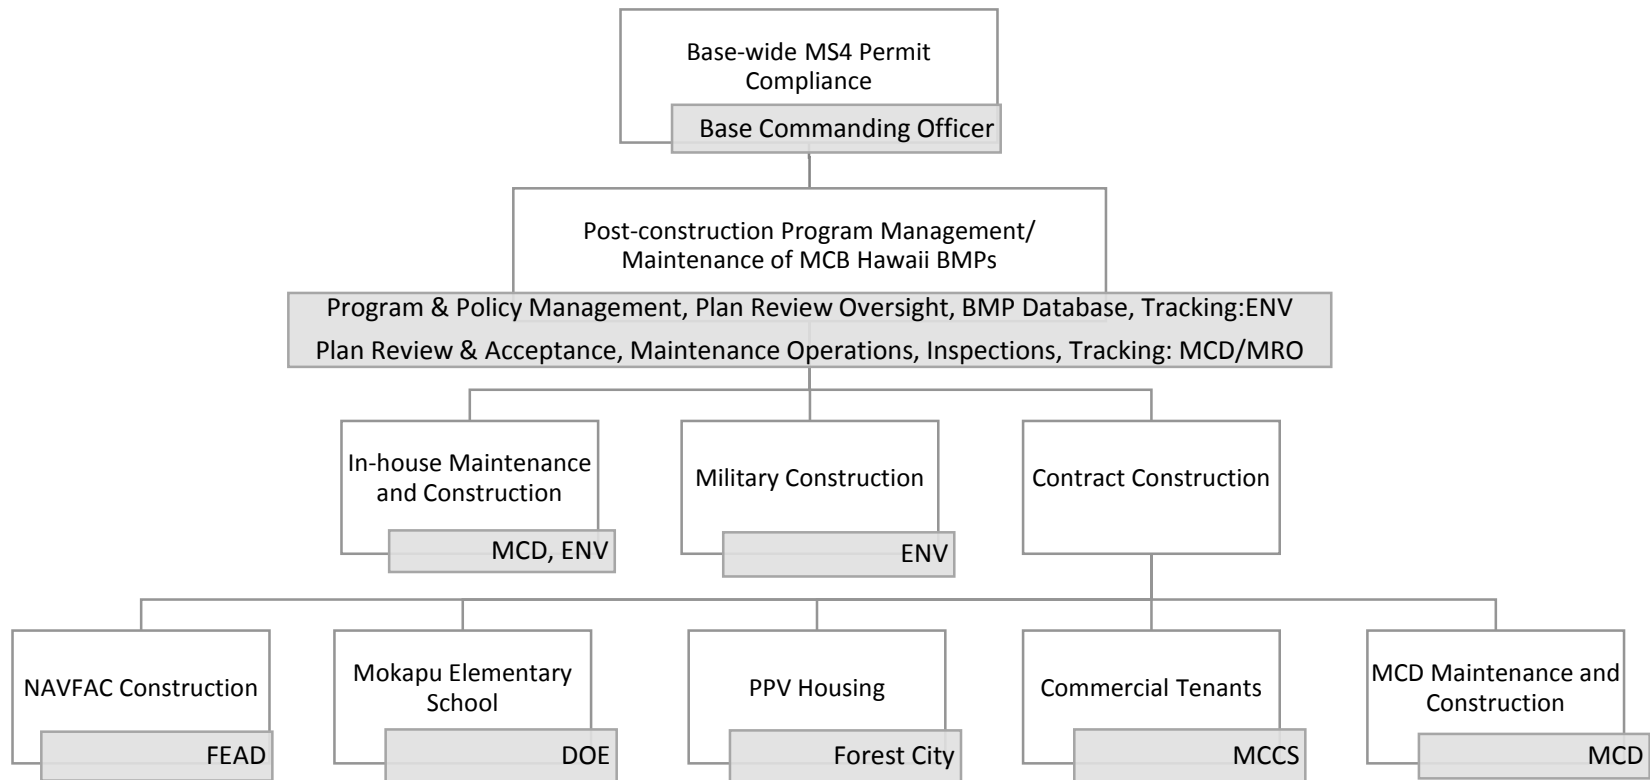 Base-wide MS4 Permit
Compliance
Base Commanding Officer
Post-construction Program Management/
Maintenance of MCB Hawaii BMPs
Program & Policy Management, Plan Review Oversight, BMP Database, Tracking:ENV
Plan Review & Acceptance, Maintenance Operations, Inspections, Tracking: MCD/MRO
In-house Maintenance
and Construction
MCD, ENV
Military Construction
ENV
Contract Construction
NAVFAC Construction
FEAD
Mokapu Elementary
School
DOE
PPV Housing
Forest City
Commercial Tenants
MCCS
MCD Maintenance and
Construction
MCD